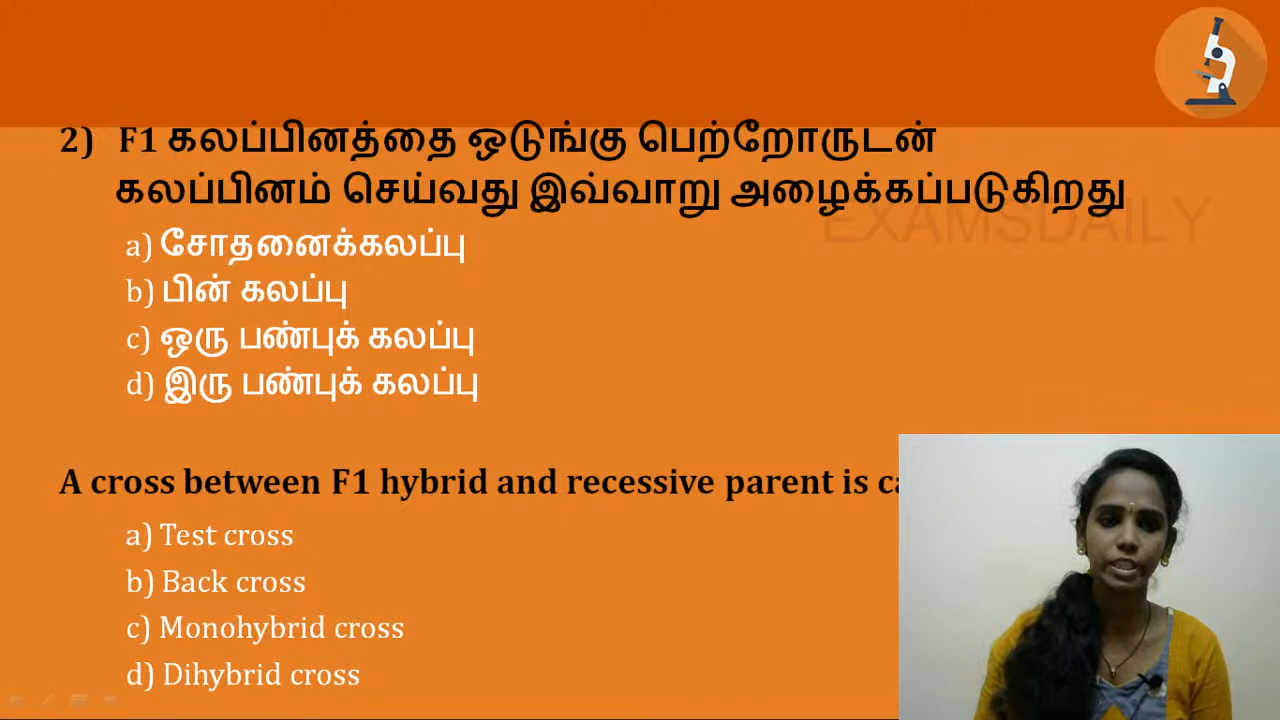 2) F1 கலப்பினத்தை ஒடுங்கு பெற்றோருடன்
கலப்பினம் செய்வது இவ்வாறு அழைக்கப்படுகிறது
EXAMSDAILY
a) சோதனைக்கலப்பு
b) பின் கலப்பு
c) ஒரு பண்புக் கலப்பு
d) இரு பண்புக் கலப்பு
A cross between F1 hybrid and recessive parent is
a) Test cross
b) Back cross
c) Monohybrid cross
d) Dihybrid cross